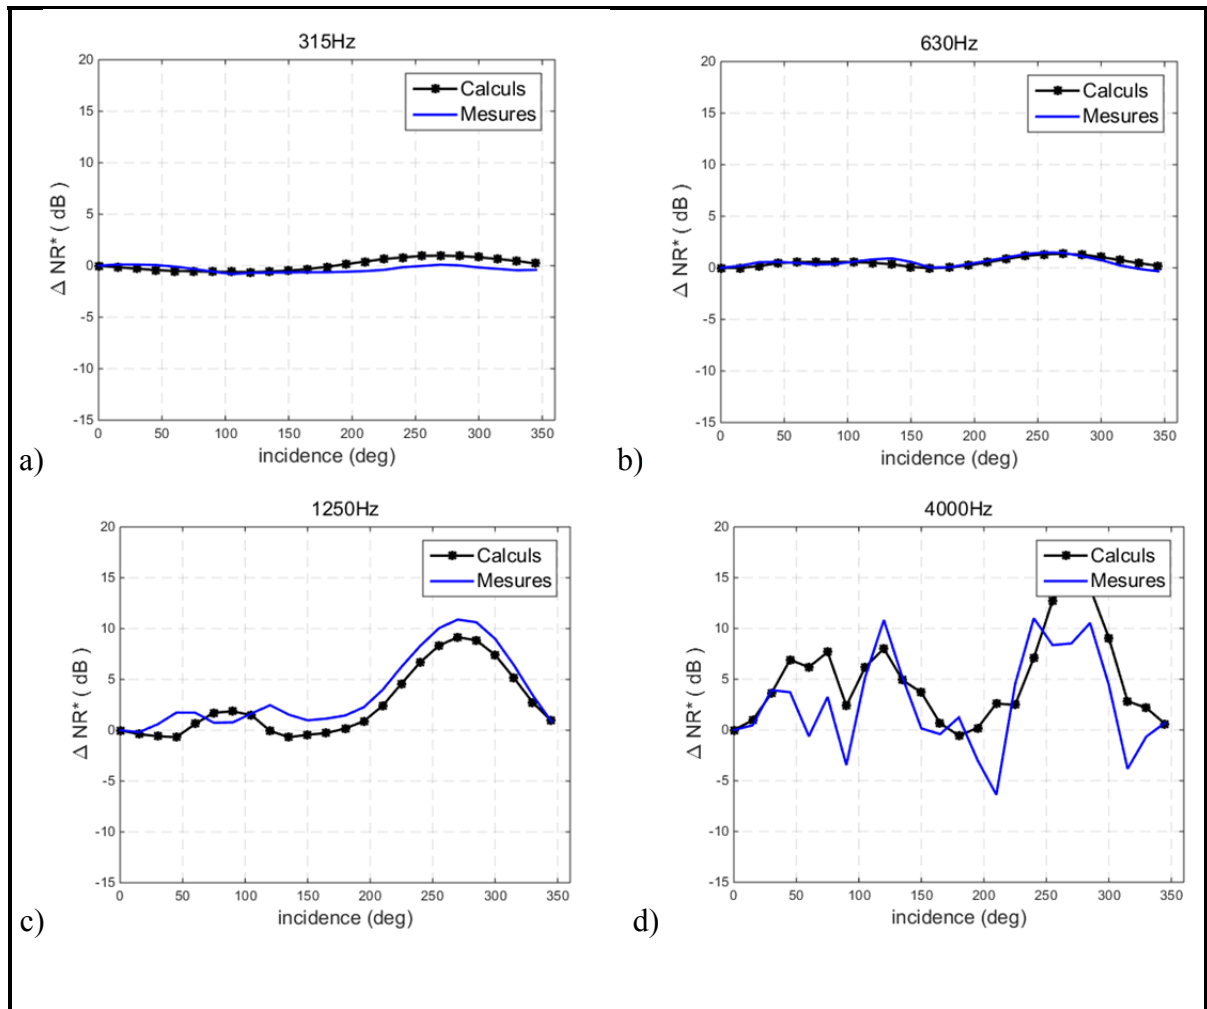 315Hz
20
15
10
5
0
-5
-10
-15
Δ NR* ( dB )
Calculs
Mesures
0 50 100 150 200 250 300 350
incidence (deg)
a)
630Hz
20
15
10
5
0
-5
-10
-15
Δ NR* ( dB )
Calculs
Mesures
0 50 100 150 200 250 300 350
incidence (deg)
b)
1250Hz
20
15
10
5
0
-5
-10
-15
Δ NR* ( dB )
Calculs
Mesures
0 50 100 150 200 250 300 350
incidence (deg)
c)
4000Hz
20
15
10
5
0
-5
-10
-15
Δ NR* ( dB )
Calculs
Mesures
0 50 100 150 200 250 300 350
incidence (deg)
d)